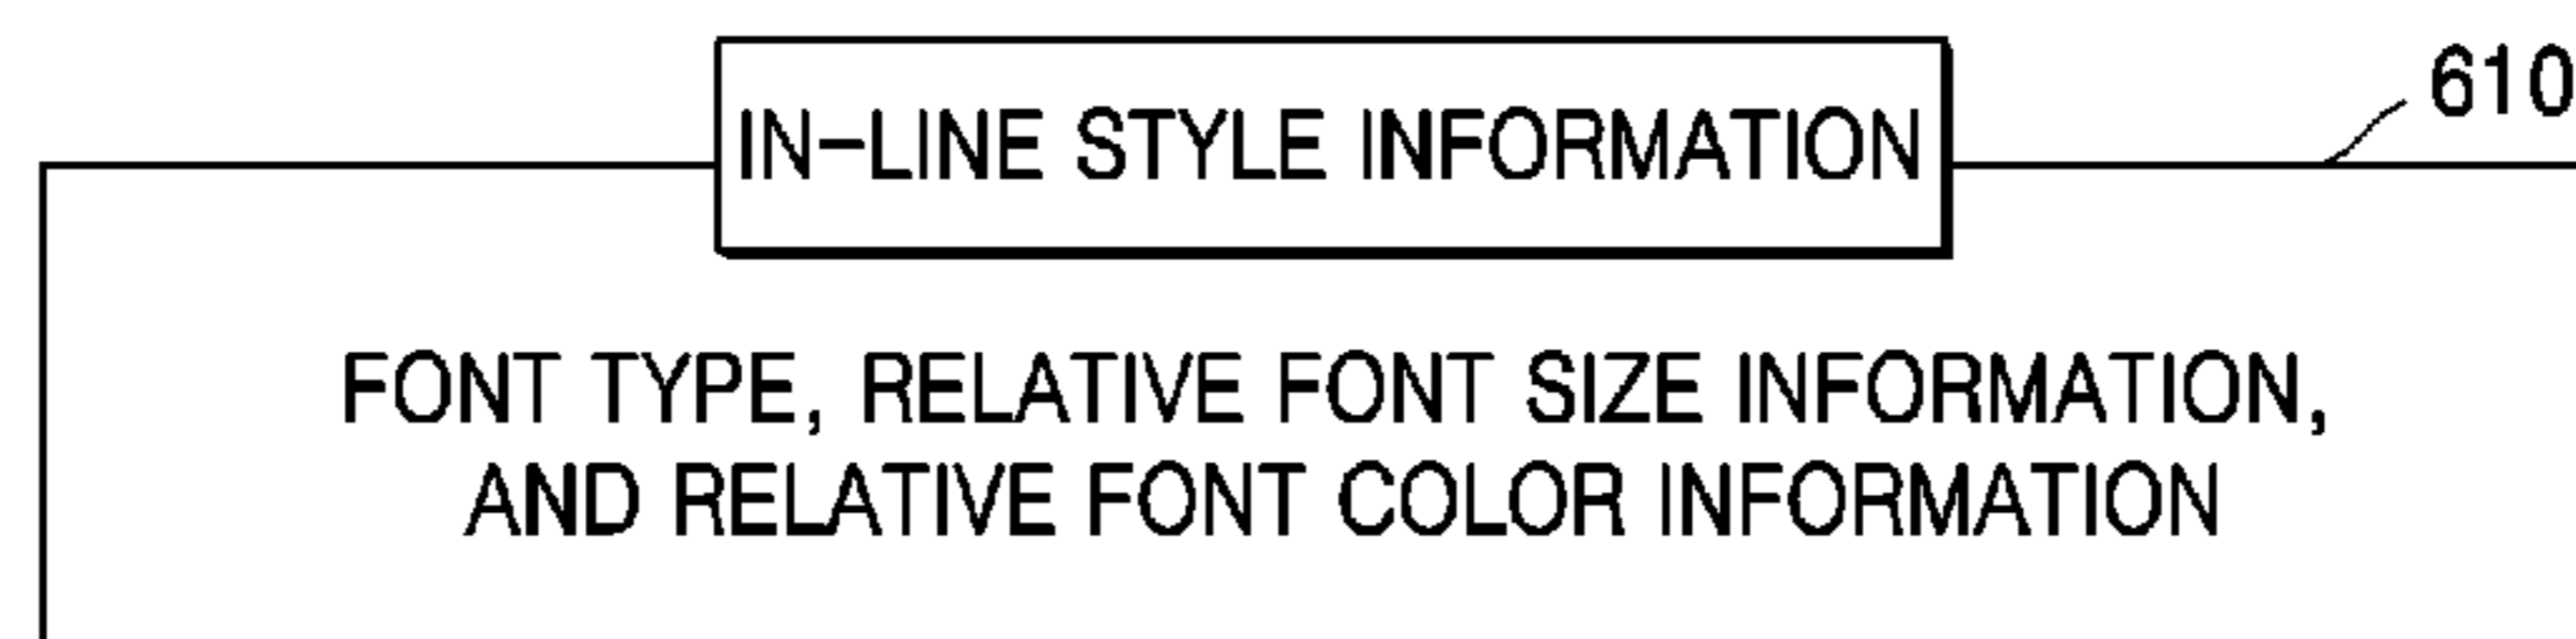 610
IN-LINE STYLE INFORMATION
FONT TYPE, RELATIVE FONT SIZE INFORMATION,
AND RELATIVE FONT COLOR INFORMATION